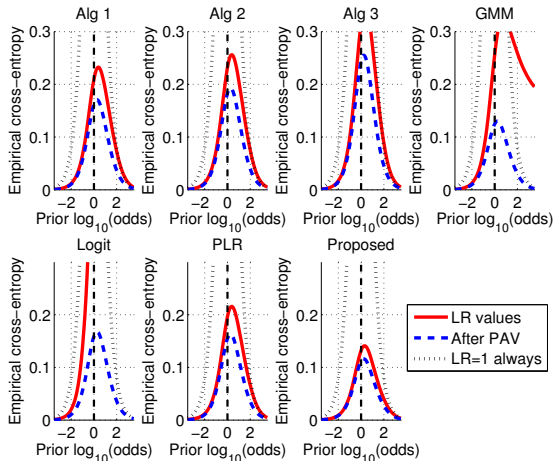 Alg 1
Alg 2
Alg 3
GMM
Empirical cross−entropy
0.3
0.2
0.1
0
−2 0 2
Prior log10(odds)
Empirical cross−entropy
0.3
0.2
0.1
0
−2 0 2
Prior log10(odds)
Empirical cross−entropy
0.3
0.2
0.1
0
−2 0 2
Prior log10(odds)
Empirical cross−entropy
0.3
0.2
0.1
0
−2 0 2
Prior log10(odds)
Logit
PLR
Proposed
Empirical cross−entropy
0.2
0.1
0
−2 0 2
Prior log10(odds)
Empirical cross−entropy
0.2
0.1
0
−2 0 2
Prior log10(odds)
Empirical cross−entropy
0.2
0.1
0
−2 0 2
Prior log10(odds)
LR values
After PAV
LR=1 always